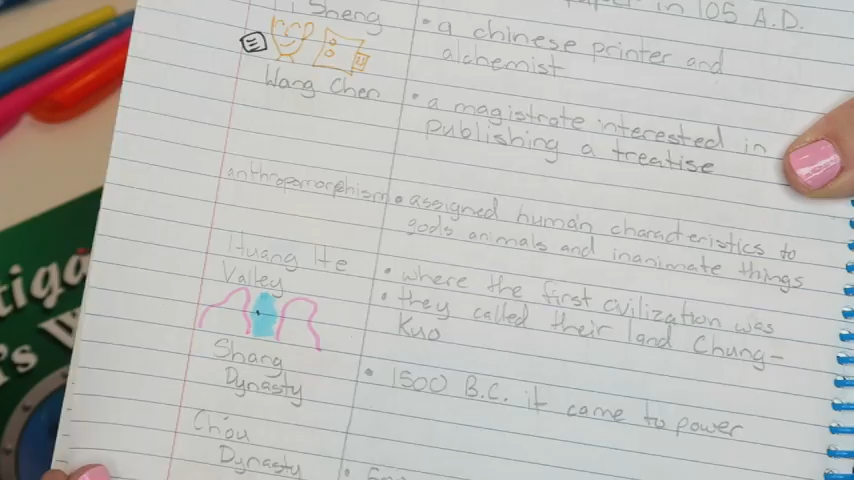 Pi Sheng
Paper in 105 A.D.
• a chinese printer and
alchemist
Wang Chen
• a magistrate interested in
publishing a treatise
anthropomorphism
• assigned human characteristics to
gods animals and inanimate things
Huang He
Valley
• where the first civilization was
• they called their land Chung-
Kuo
Shang
Dynasty
• 1500 B.C. it came to power
Chou
Dynasty